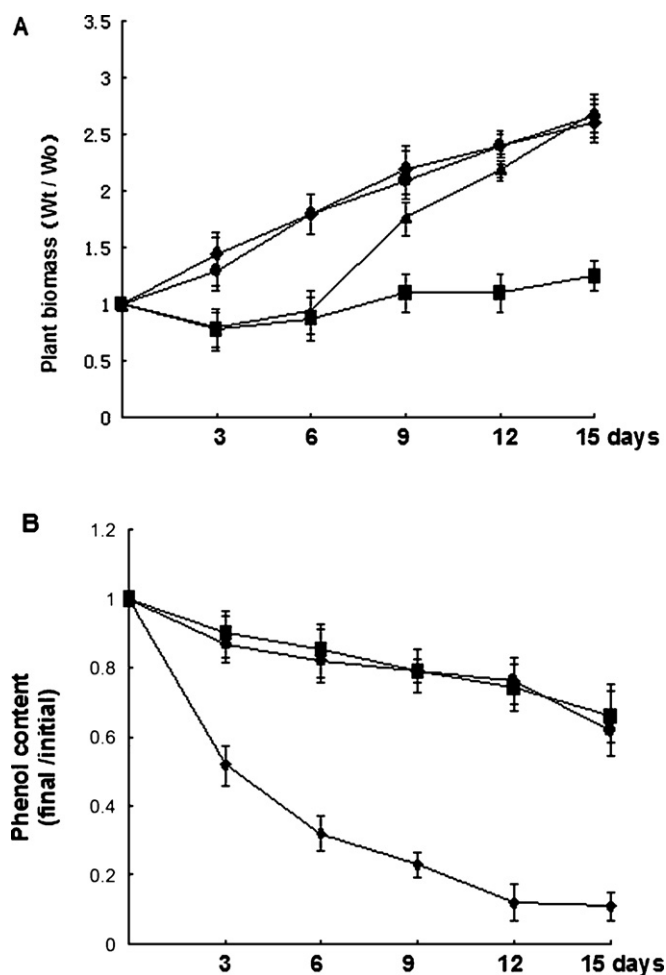 A
3.5
3
2.5
2
1.5
1
0.5
0
Plant biomass (Wt / Wo)
3 6 9 12 15 days
B
1.2
1
0.8
0.6
0.4
0.2
0
Phenol content
(final /initial)
3 6 9 12 15 days